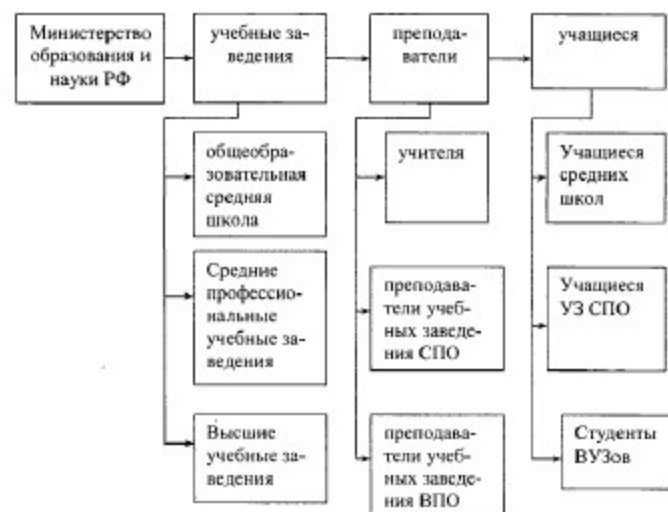 Министерство
образования и
науки РФ
учебные за-
ведения
препода-
ватели
учащиеся
общеобра-
зовательная
средняя
школа
учителя
Учащиеся
средних
школ
Средние
профессио-
нальные
учебные за-
ведения
преподава-
тели учеб-
ных заведе-
ния СПО
Учащиеся
УЗ СПО
Высшие
учебные за-
ведения
преподава-
тели учеб-
ных заведе-
ния ВПО
Студенты
ВУЗов